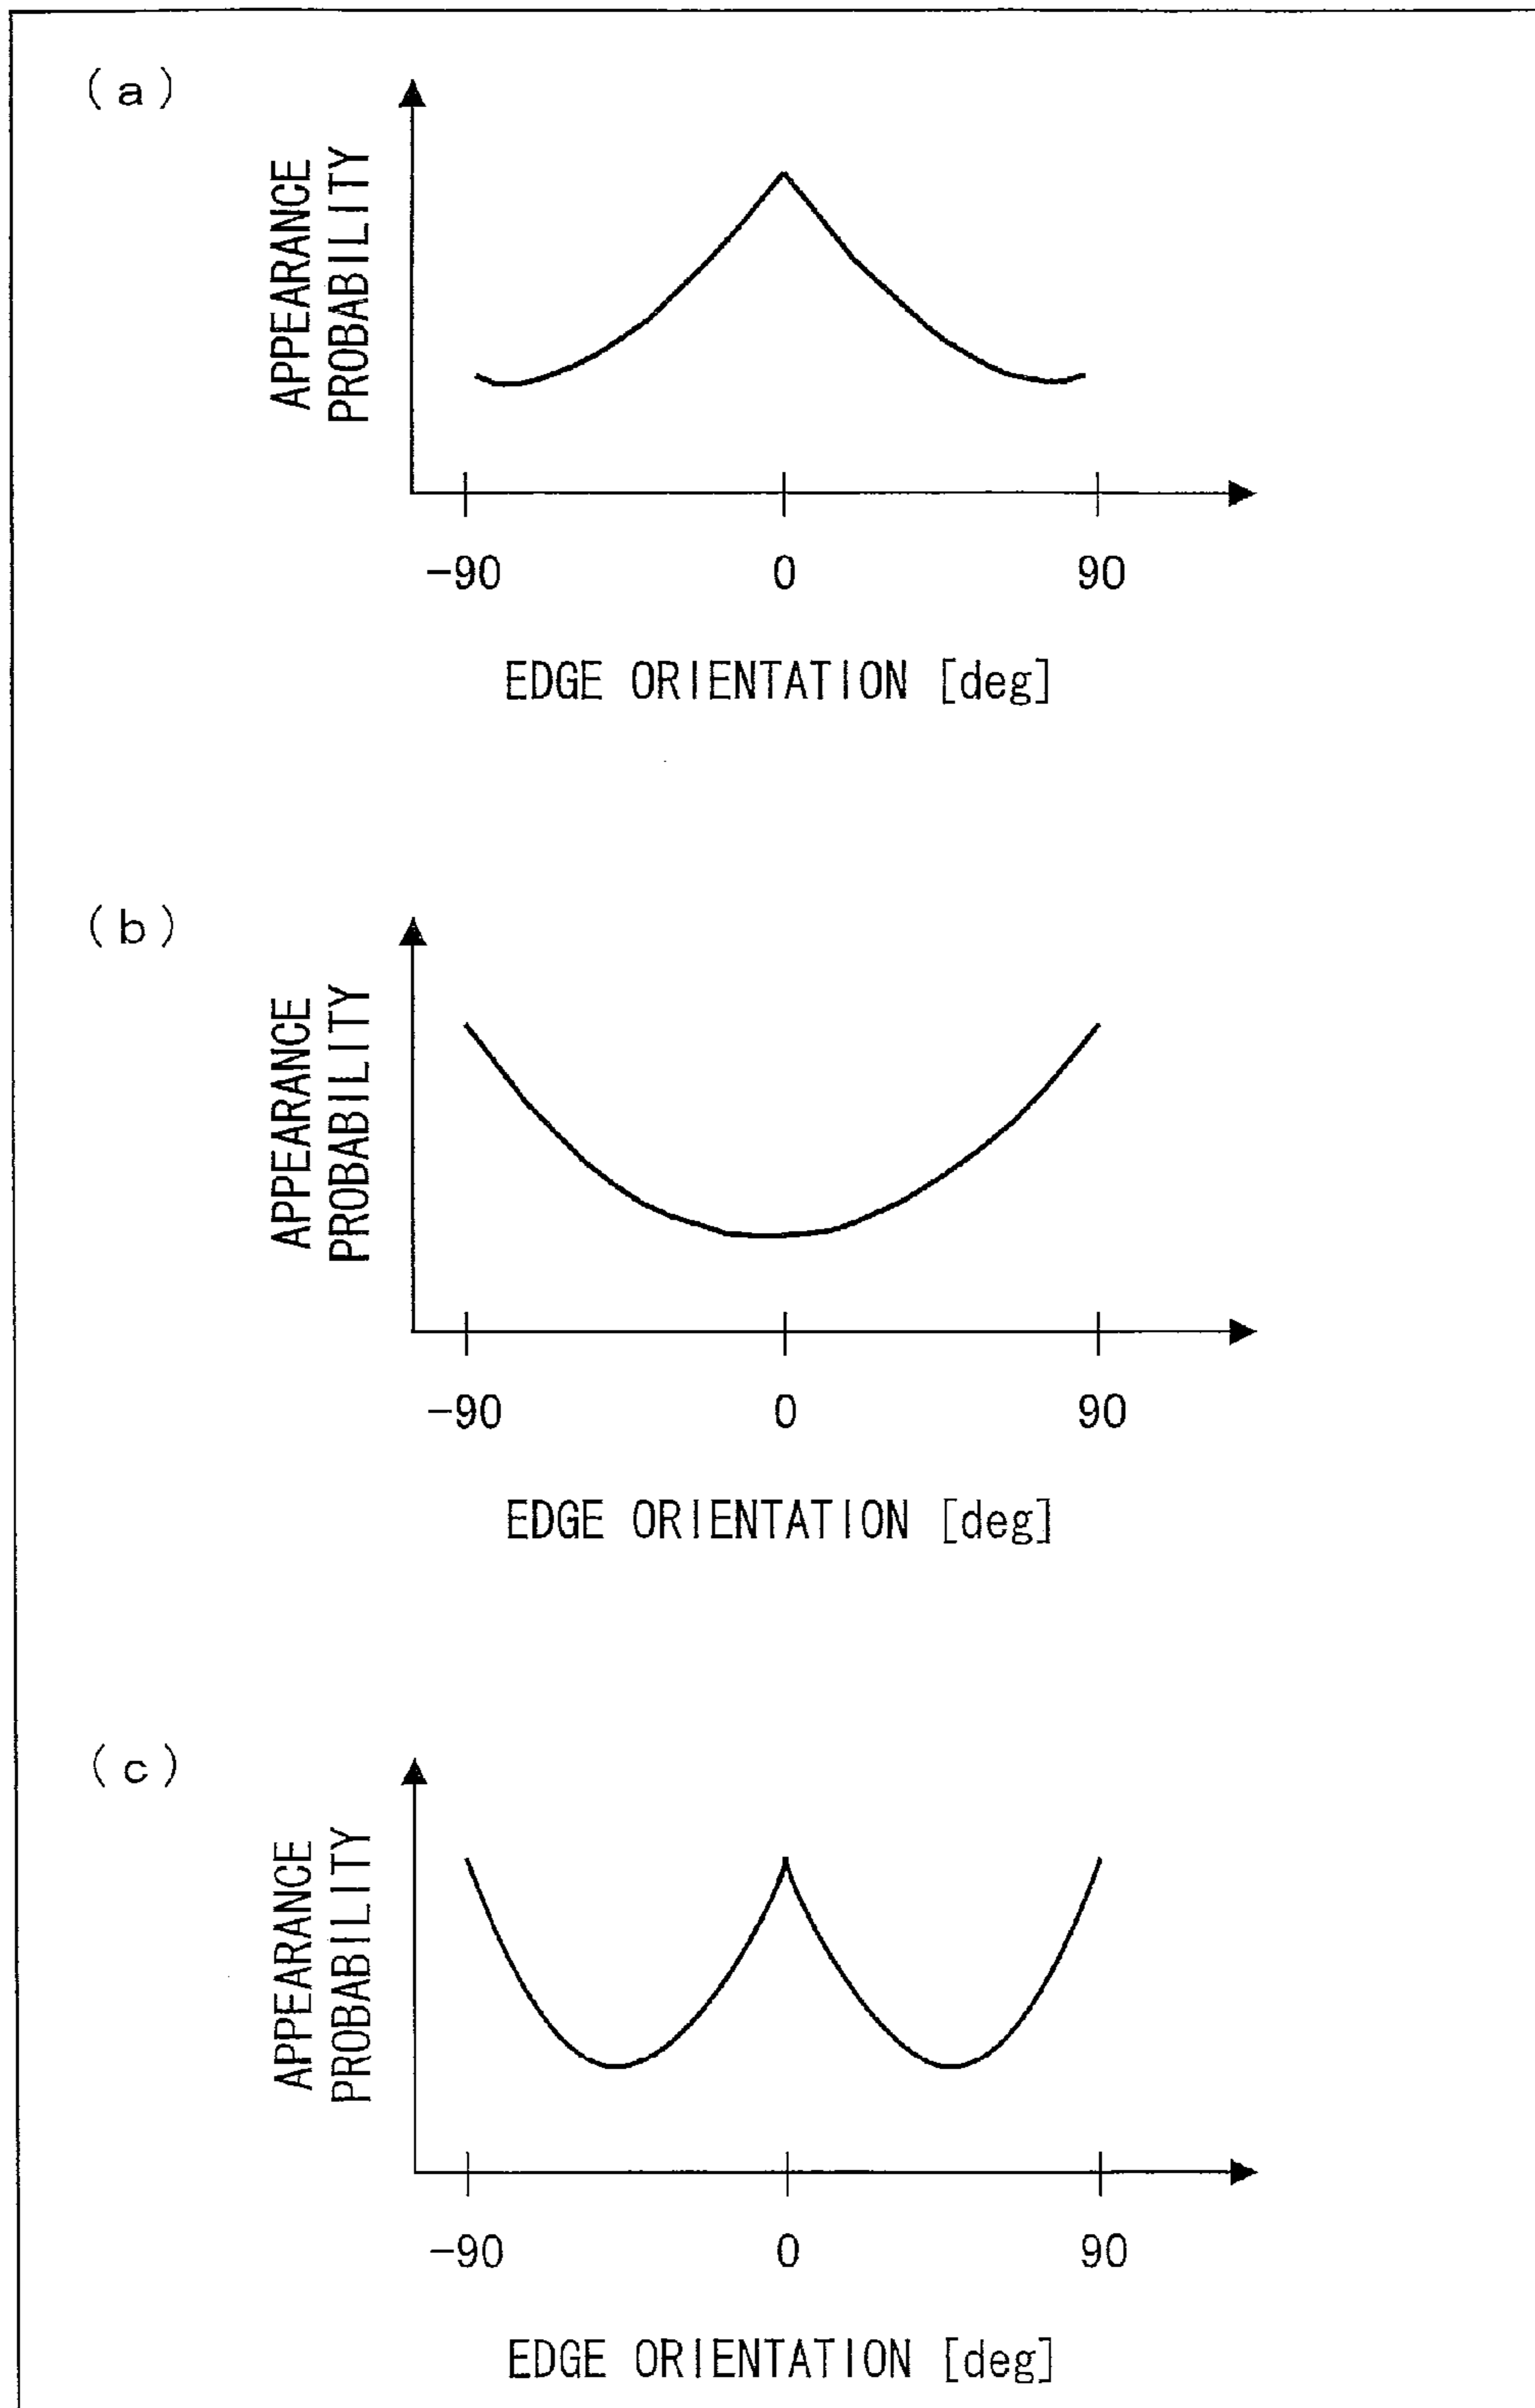 (a)
APPEARANCE
PROBABILITY
-90 0 90
EDGE ORIENTATION [deg]
(b)
APPEARANCE
PROBABILITY
-90 0 90
EDGE ORIENTATION [deg]
(c)
APPEARANCE
PROBABILITY
-90 0 90
EDGE ORIENTATION [deg]